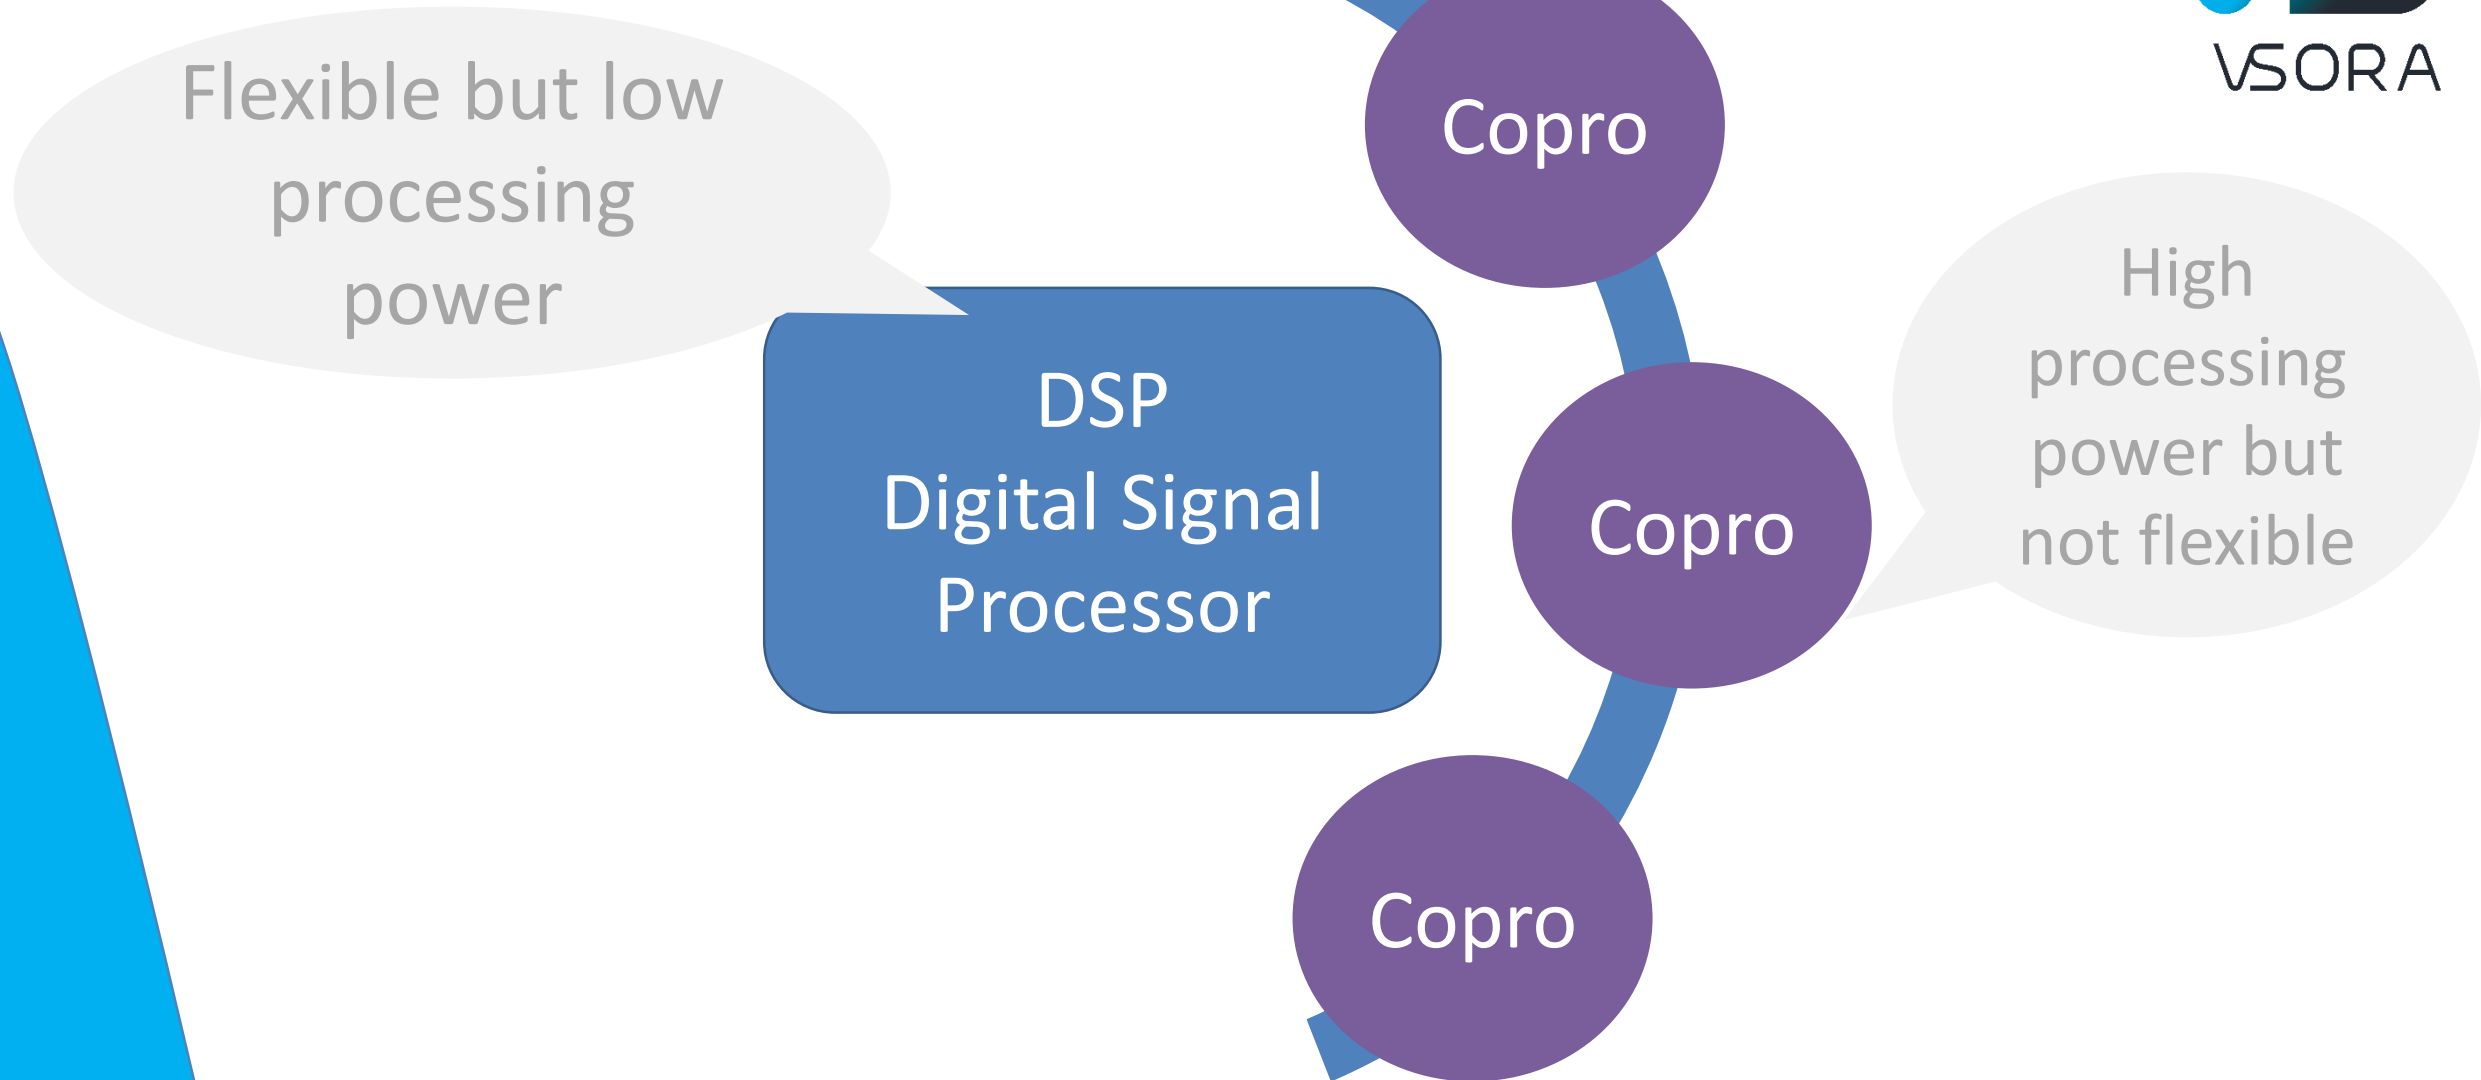 Flexible but low
processing
power
DSP
Digital Signal
Processor
Copro
Copro
Copro
High
processing
power but
not flexible
VSORA